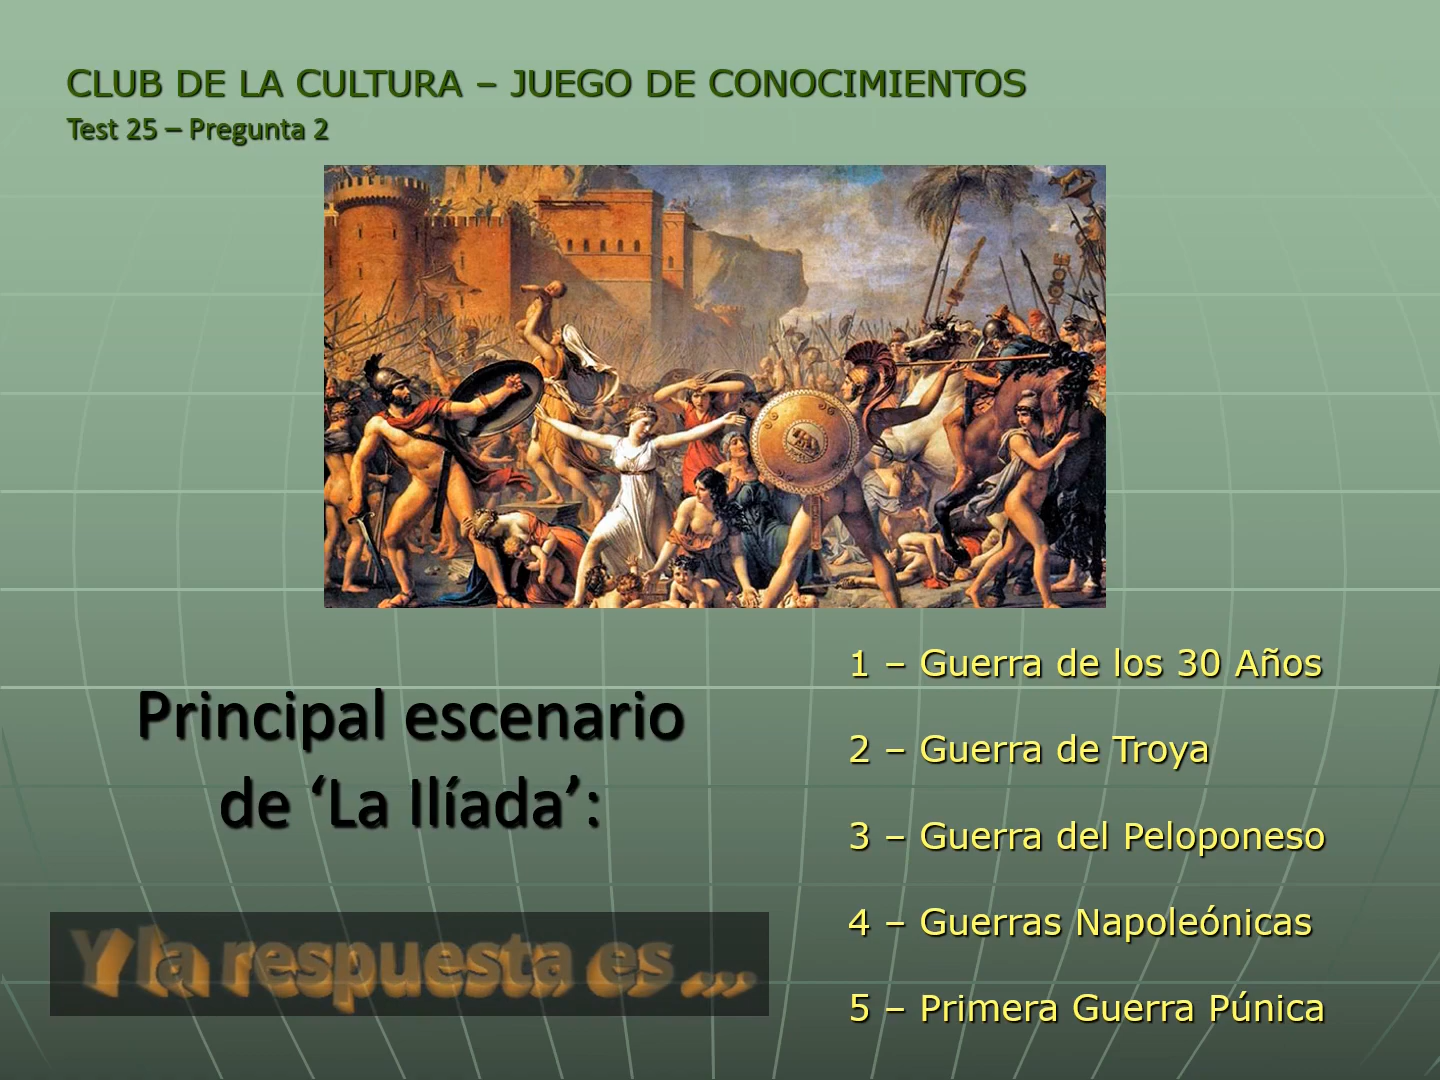 CLUB DE LA CULTURA – JUEGO DE CONOCIMIENTOS
Test 25 – Pregunta 2
Principal escenario
de ‘La Ilíada’:
Y la respuesta es ...
1 – Guerra de los 30 Años
2 – Guerra de Troya
3 – Guerra del Peloponeso
4 – Guerras Napoleónicas
5 – Primera Guerra Púnica